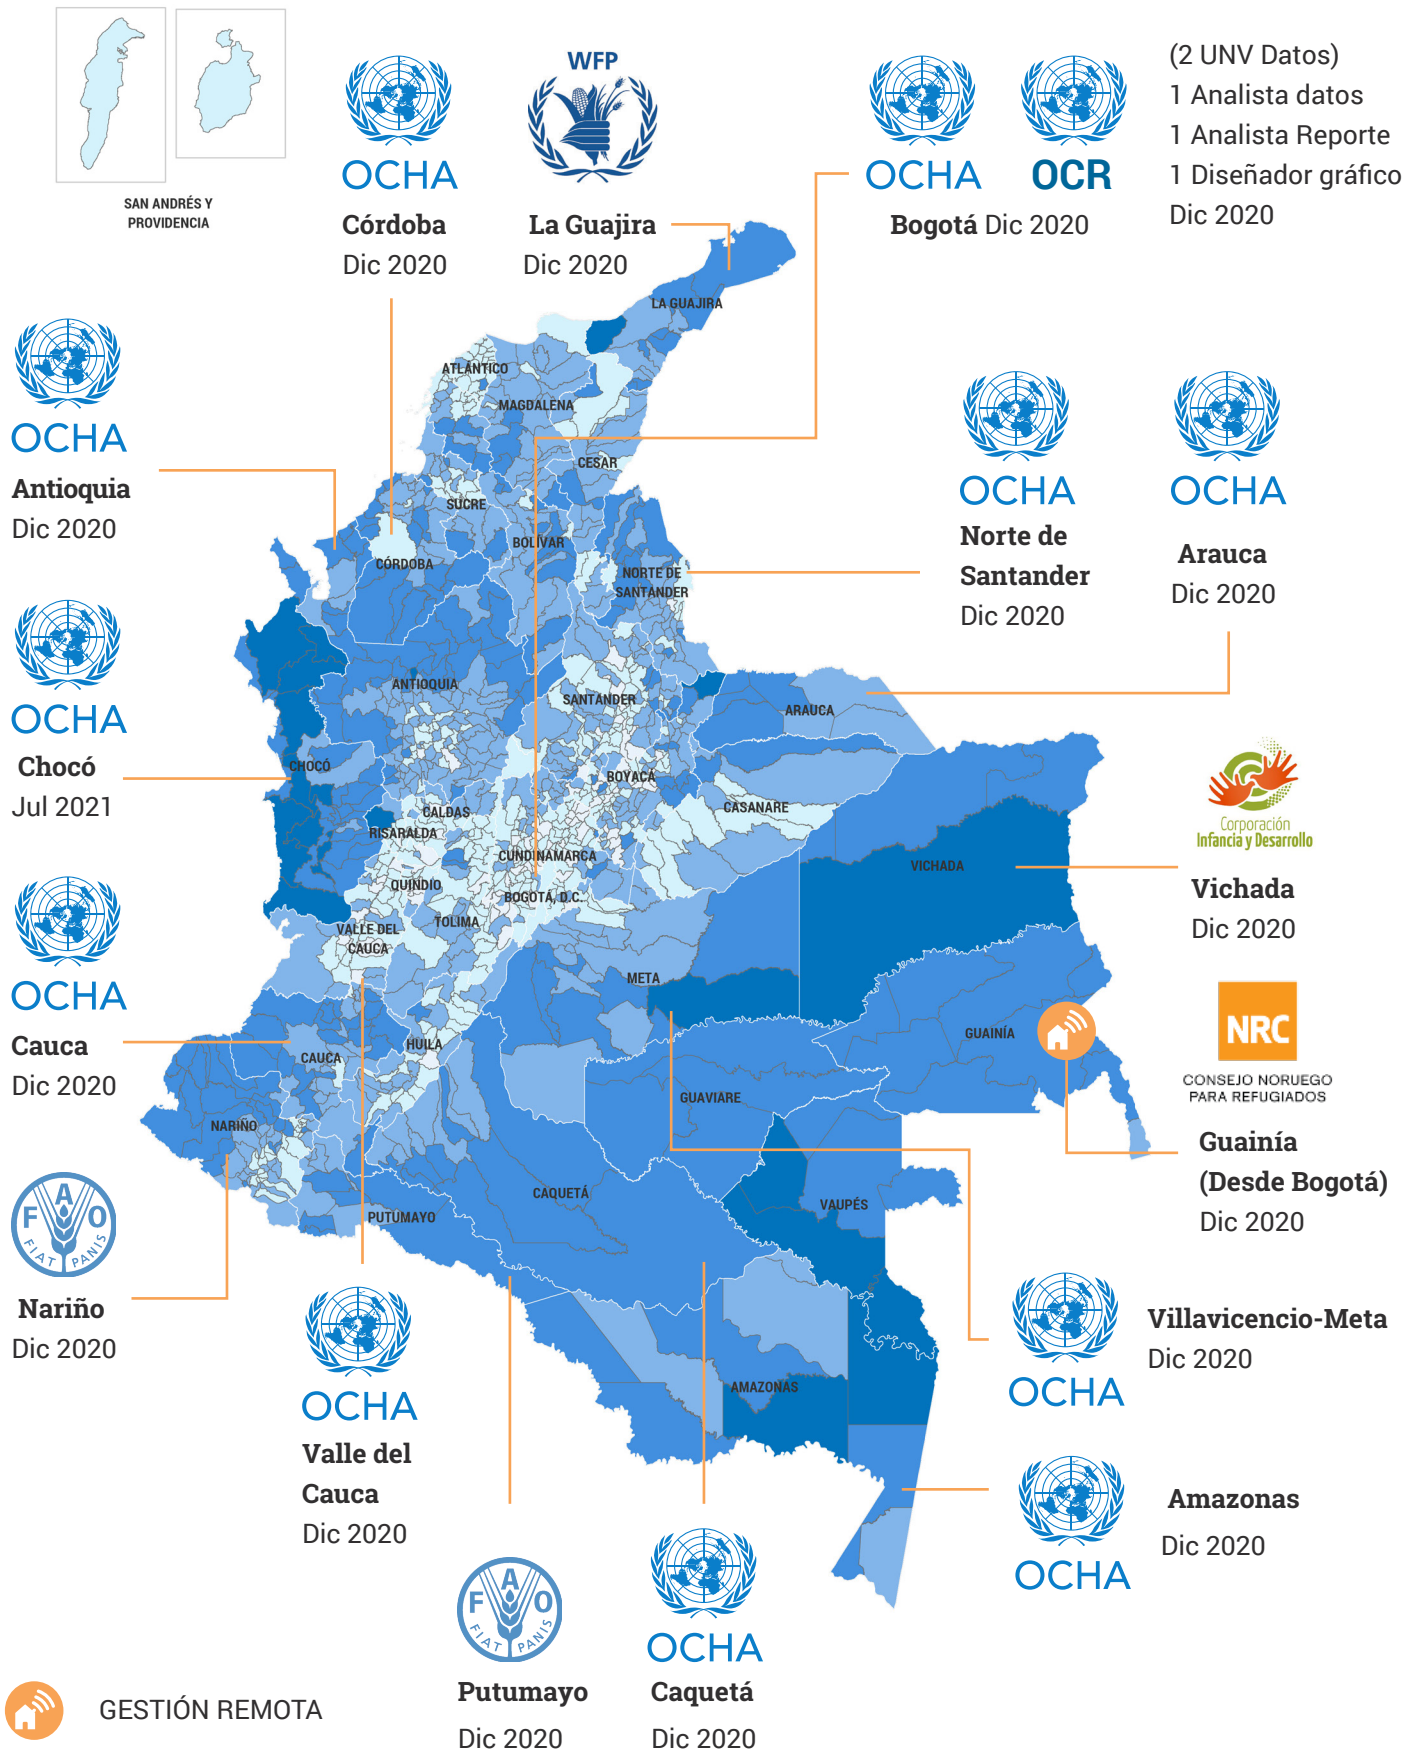 SAN ANDRÉS Y
PROVIDENCIA
OCHA
Córdoba
Dic 2020
WFP
La Guajira
Dic 2020
OCHA
OCR
Bogotá Dic 2020
(2 UNV Datos)
1 Analista datos
1 Analista Reporte
1 Diseñador gráfico
Dic 2020
OCHA
Antioquia
Dic 2020
OCHA
Chocó
Jul 2021
OCHA
Cauca
Dic 2020
FAO
FIAT PANIS
Nariño
Dic 2020
LA GUAJIRA
ATLÁNTICO
MAGDALENA
CESAR
SUCRE
BOLÍVAR
CÓRDOBA
NORTE DE
SANTANDER
ANTIOQUIA
SANTANDER
ARAUCA
CHOCÓ
BOYACÁ
CASANARE
CALDAS
RISARALDA
CUNDINAMARCA
VICHADA
QUINDIO
BOGOTÁ, D.C.
TOLIMA
VALLE DEL
CAUCA
META
GUAINÍA
HUILA
CAUCA
GUAVIARE
NARIÑO
CAQUETÁ
VAUPÉS
PUTUMAYO
AMAZONAS
OCHA
Norte de
Santander
Dic 2020
OCHA
Arauca
Dic 2020
Corporación
Infancia y Desarrollo
Vichada
Dic 2020
NRC
CONSEJO NORUEGO
PARA REFUGIADOS
Guainía
(Desde Bogotá)
Dic 2020
OCHA
Villavicencio-Meta
Dic 2020
OCHA
Amazonas
Dic 2020
OCHA
Valle del
Cauca
Dic 2020
FAO
FIAT PANIS
Putumayo
Dic 2020
OCHA
Caquetá
Dic 2020
GESTIÓN REMOTA